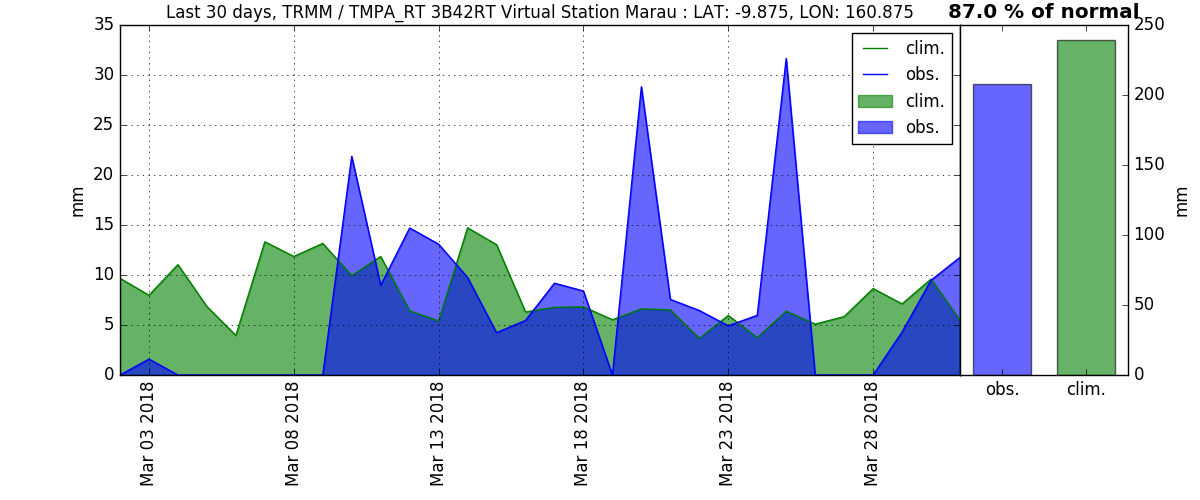 Last 30 days, TRMM / TMPA_RT 3B42RT Virtual Station Marau : LAT: -9.875, LON: 160.875
87.0 % of normal
35
30
25
20
15
10
5
0
mm
clim.
obs.
clim.
obs.
Mar 03 2018
Mar 08 2018
Mar 13 2018
Mar 18 2018
Mar 23 2018
Mar 28 2018
250
200
150
100
50
0
mm
obs. clim.